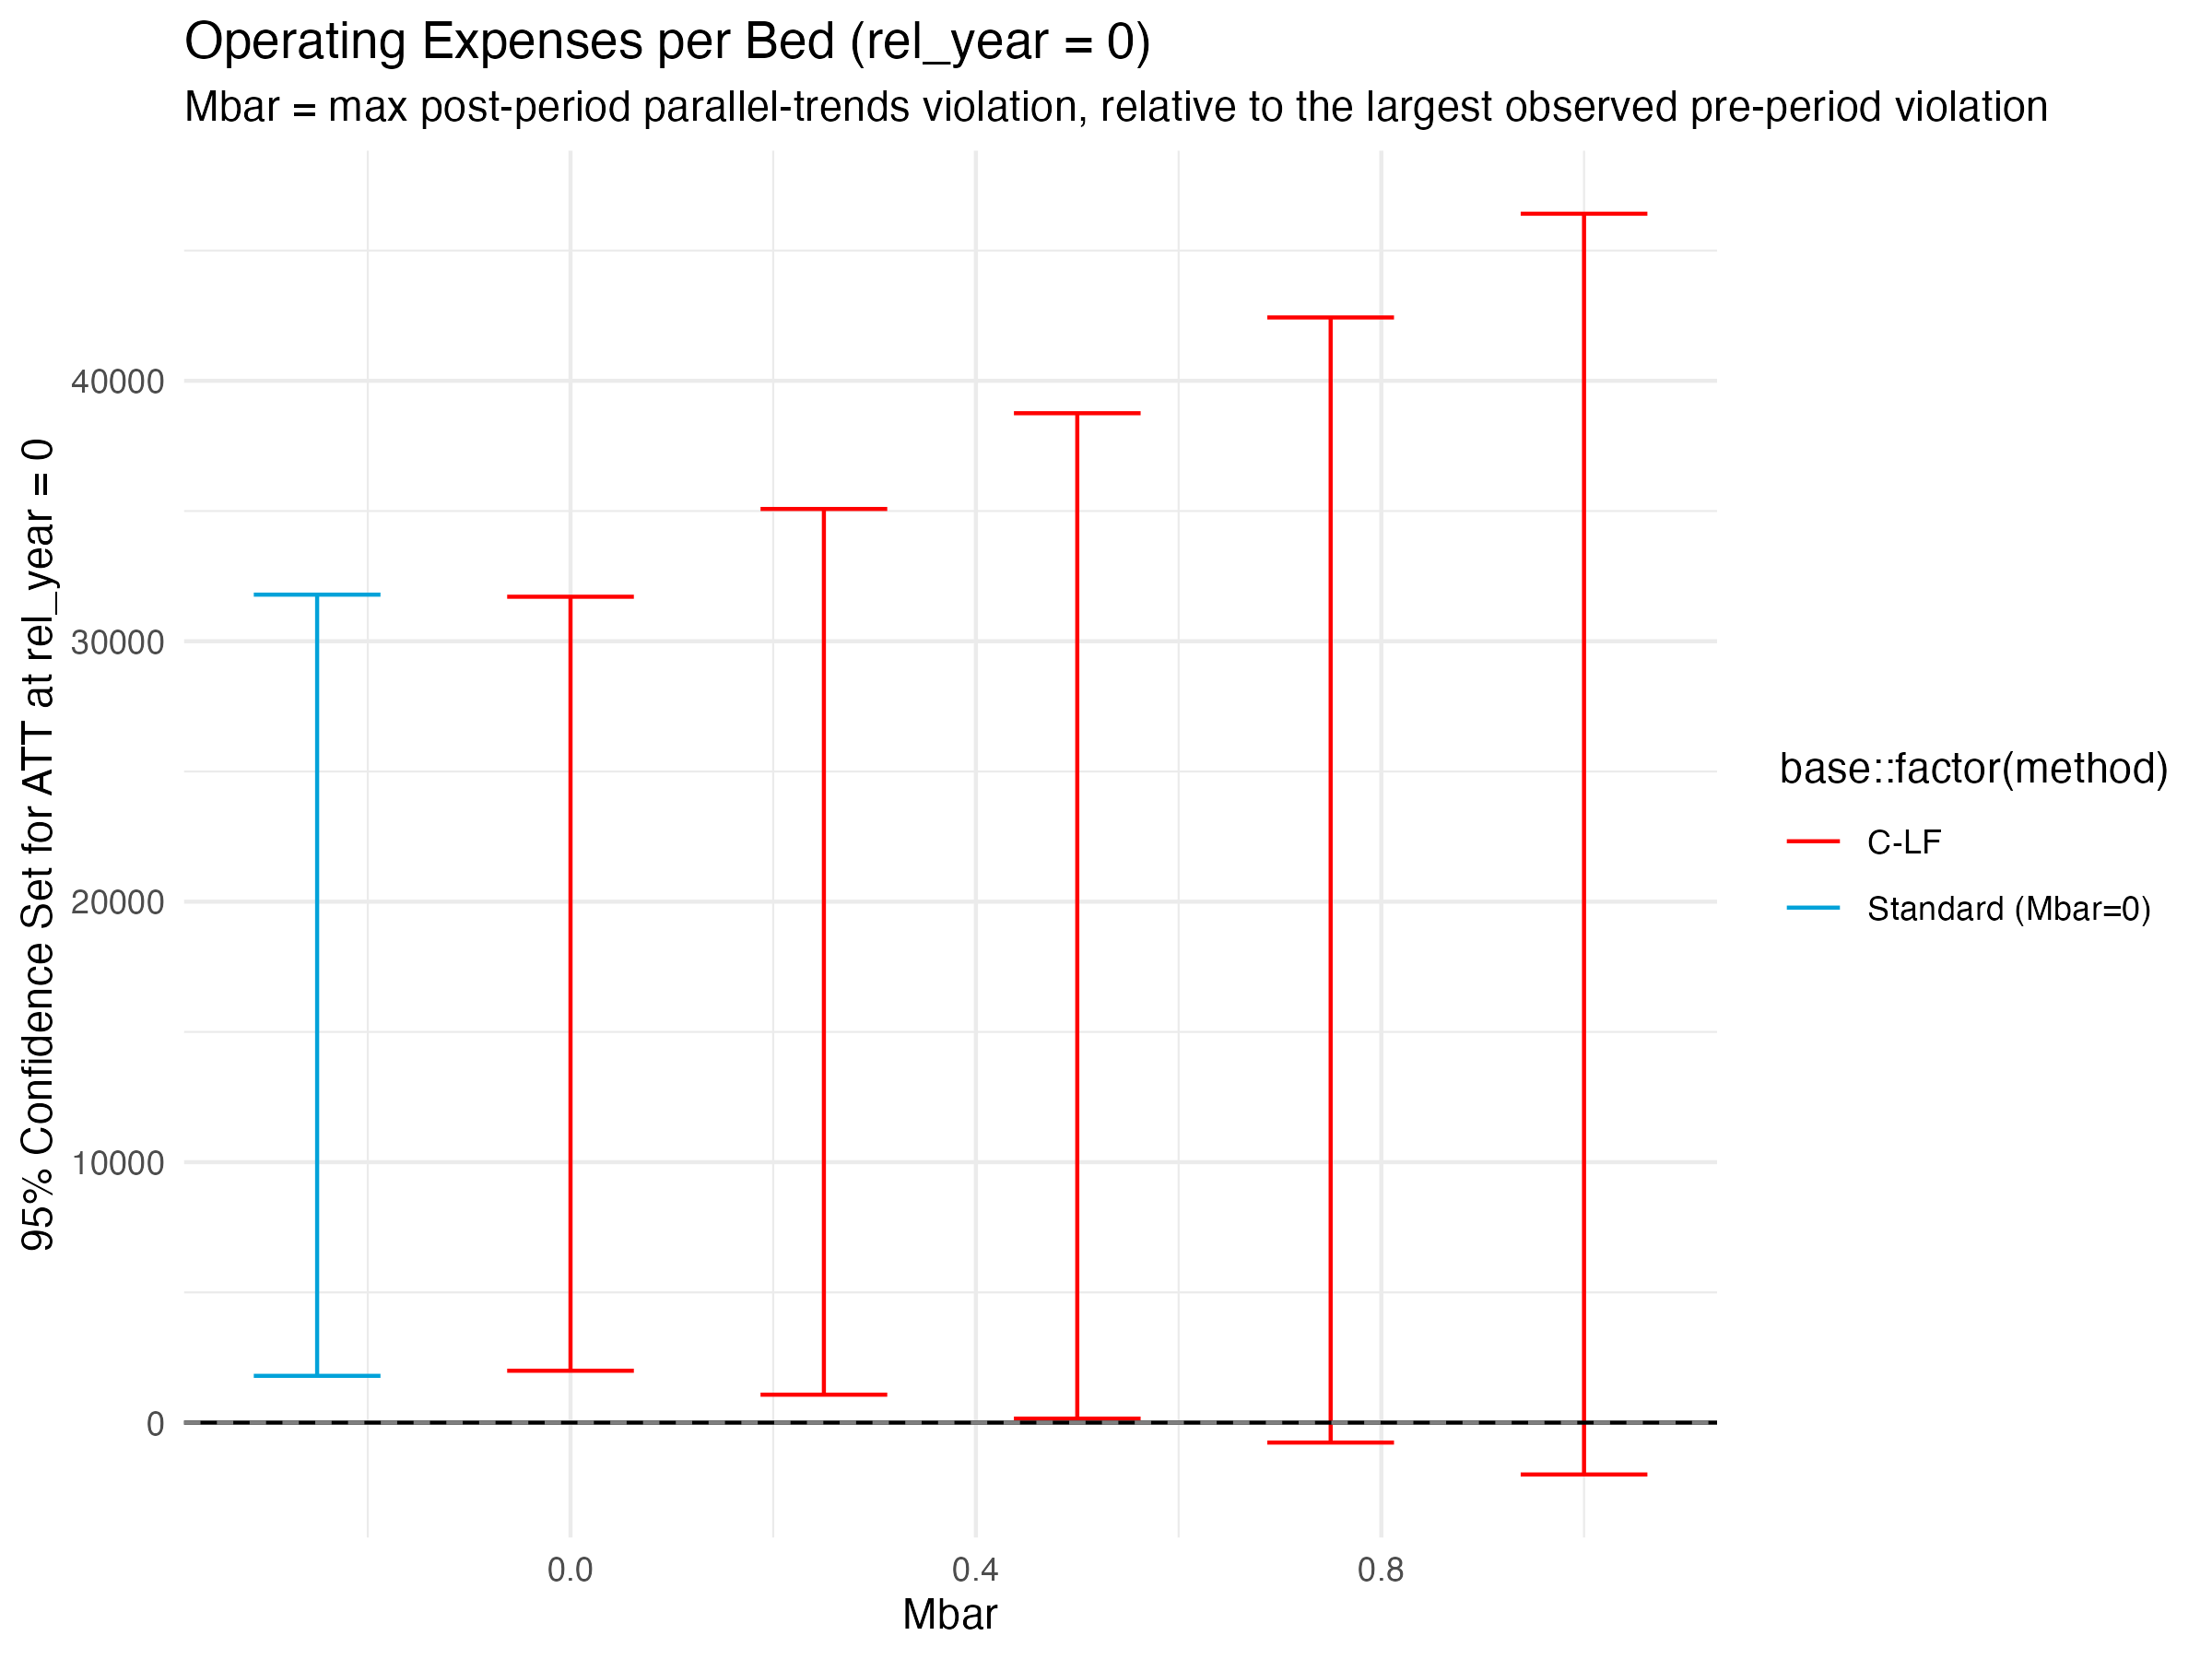 Operating Expenses per Bed (rel_year = 0)
Mbar = max post-period parallel-trends violation, relative to the largest observed pre-period violation
95% Confidence Set for ATT at rel_year = 0
40000
30000
20000
10000
0
0.0
0.4
0.8
Mbar
base::factor(method)
C-LF
Standard (Mbar=0)